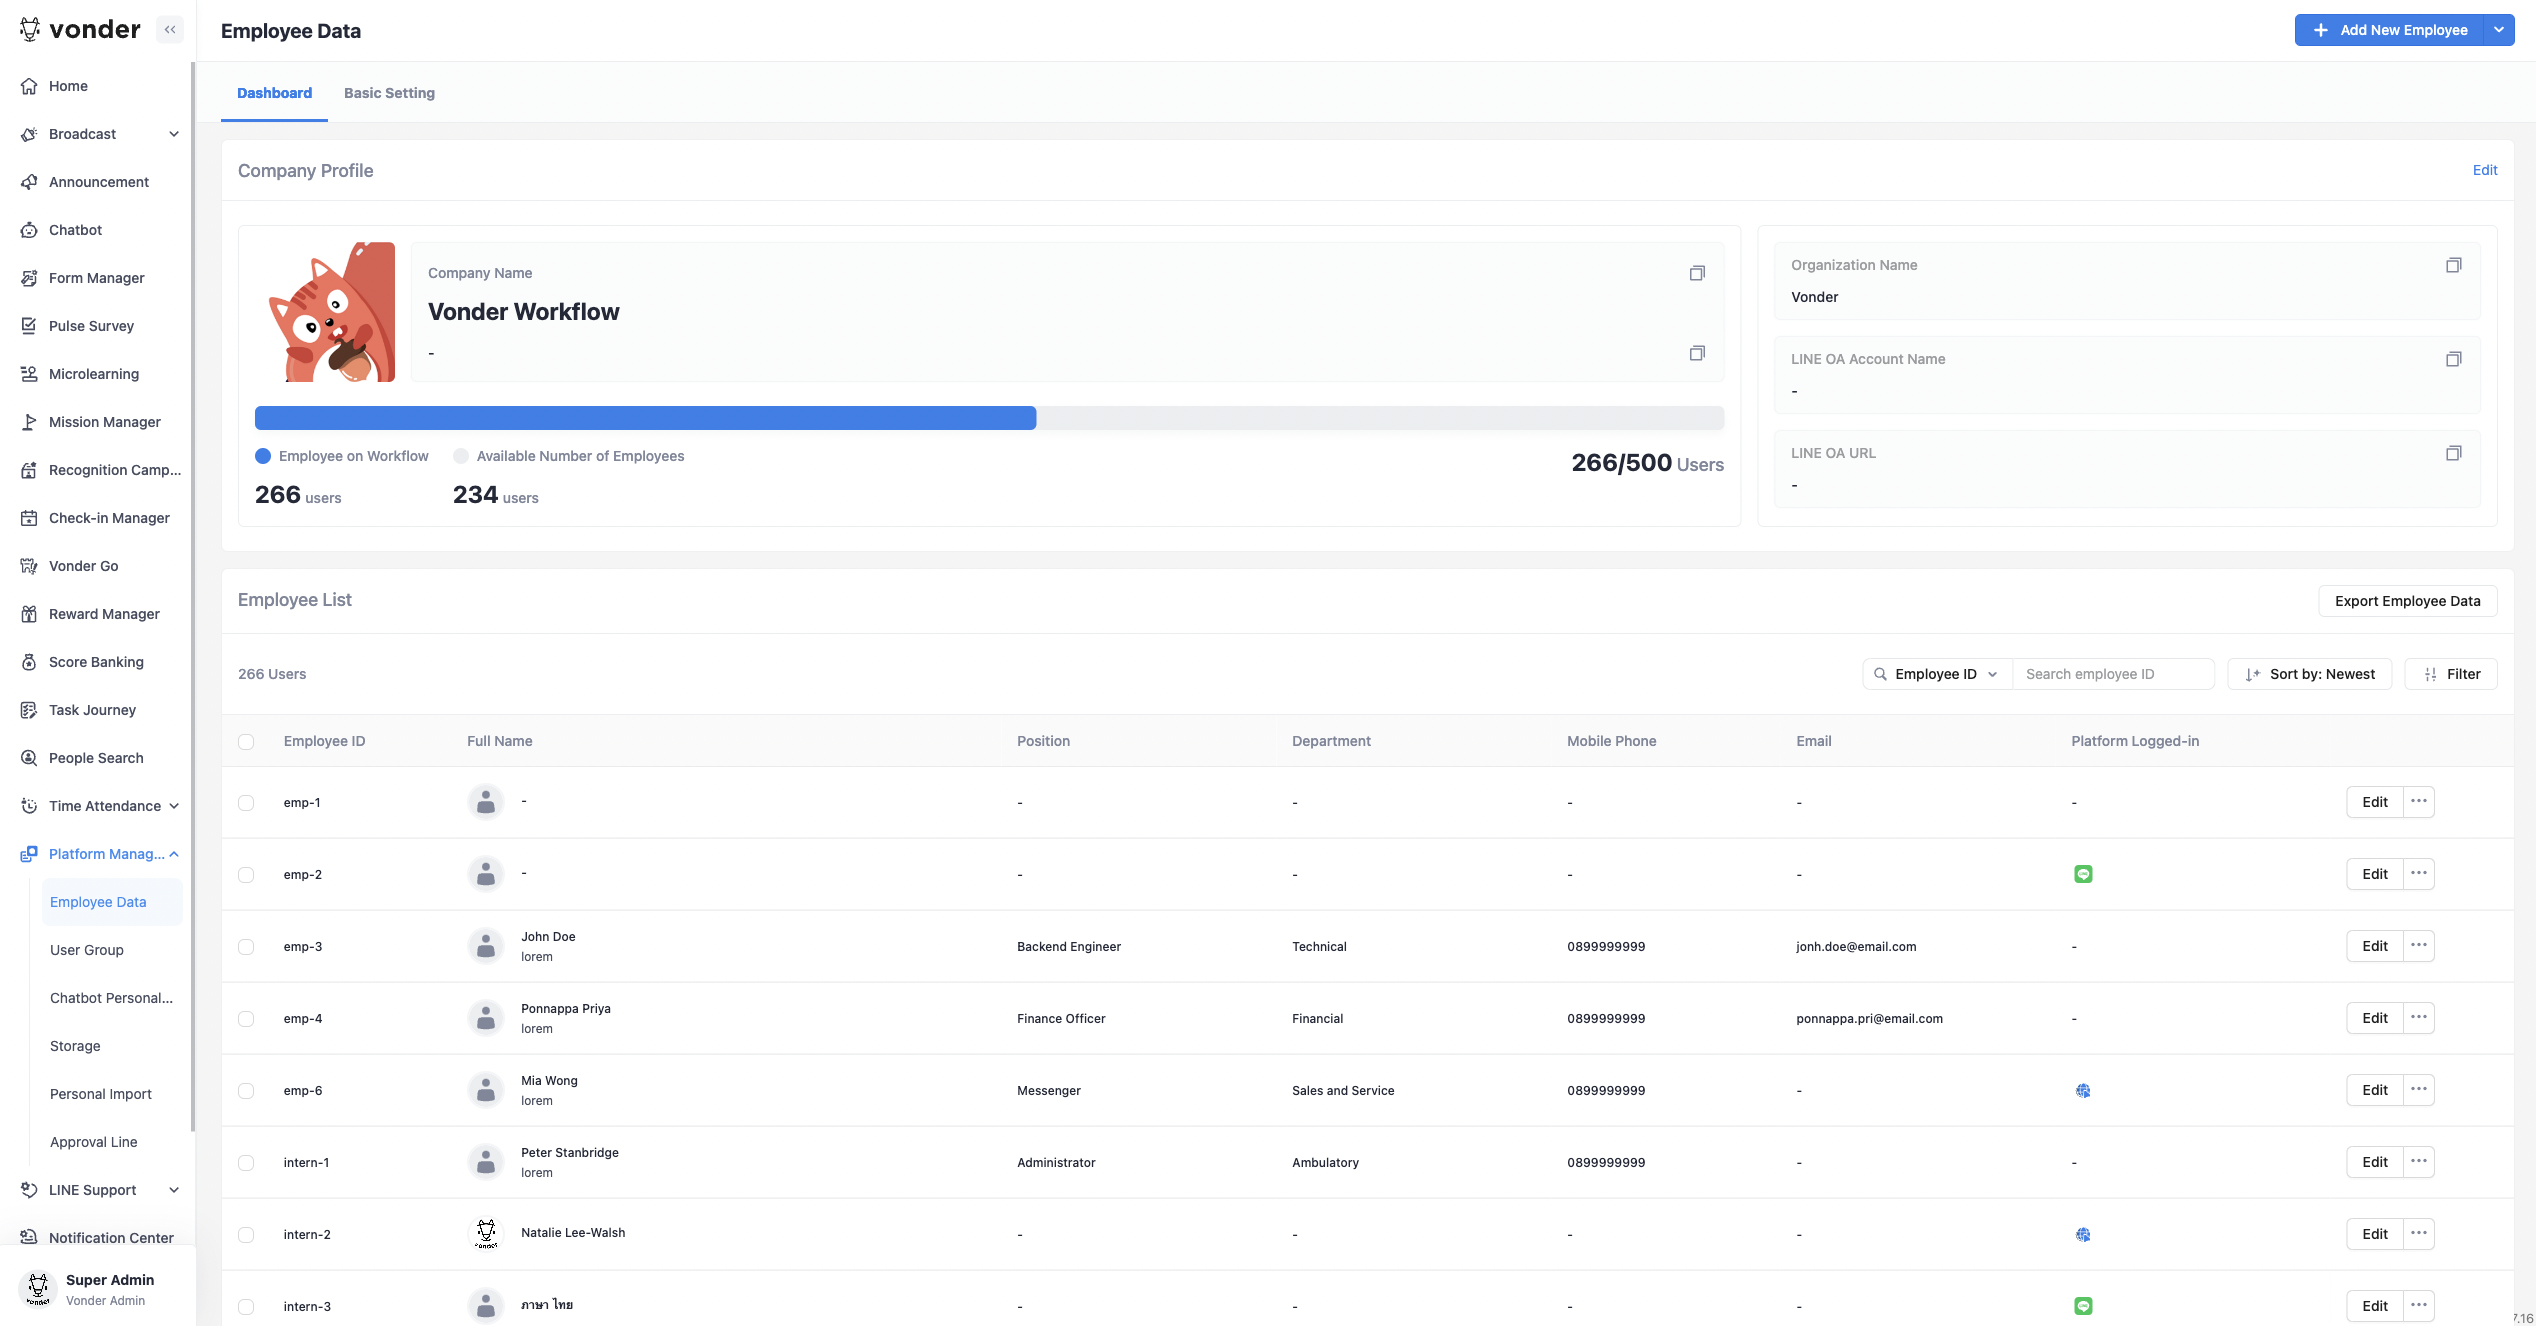 vonder
Employee Data
Add New Employee
Home
Broadcast
Announcement
Chatbot
Form Manager
Pulse Survey
Microlearning
Mission Manager
Recognition Camp...
Check-in Manager
Vonder Go
Reward Manager
Score Banking
Task Journey
People Search
Time Attendance
Platform Manag...
Employee Data
User Group
Chatbot Personal...
Storage
Personal Import
Approval Line
LINE Support
Notification Center
Super Admin
Vonder Admin
Dashboard
Basic Setting
Company Profile
Edit
Company Name
Vonder Workflow
-
Employee on Workflow
266 users
Available Number of Employees
234 users
266/500 Users
Organization Name
Vonder
LINE OA Account Name
-
LINE OA URL
-
Employee List
Export Employee Data
266 Users
Employee ID
Search employee ID
Sort by: Newest
Filter
Employee ID Full Name Position Department Mobile Phone Email Platform Logged-in
emp-1 - - - - - - Edit
emp-2 - - - - - Edit
emp-3 John Doe Backend Engineer Technical 0899999999 jonh.doe@email.com - Edit
lorem
emp-4 Ponnappa Priya Finance Officer Financial 0899999999 ponnappa.pri@email.com - Edit
lorem
emp-6 Mia Wong Messenger Sales and Service 0899999999 - Edit
lorem
intern-1 Peter Stanbridge Administrator Ambulatory 0899999999 - - Edit
lorem
intern-2 Natalie Lee-Walsh - - - - Edit
intern-3 ภาษา ไทย - - - - Edit
7.16